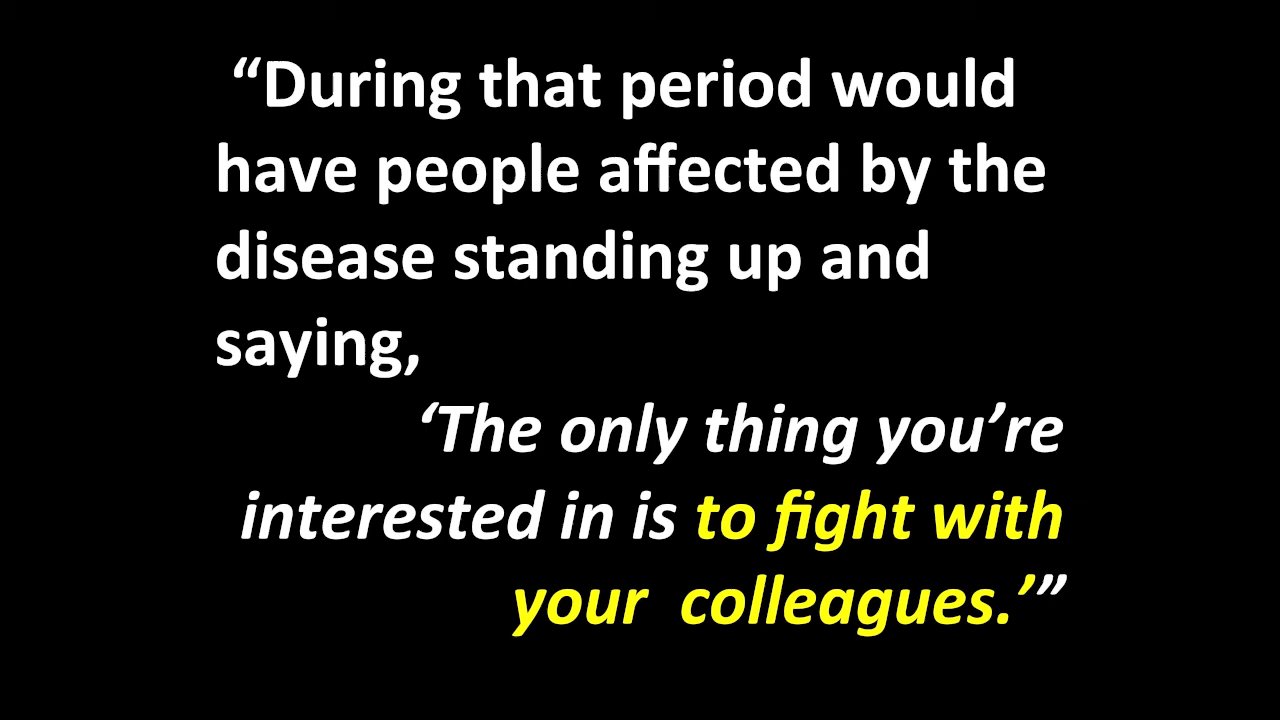 “During that period would
have people affected by the
disease standing up and
saying,
‘The only thing you’re
interested in is to fight with
your  colleagues.’”